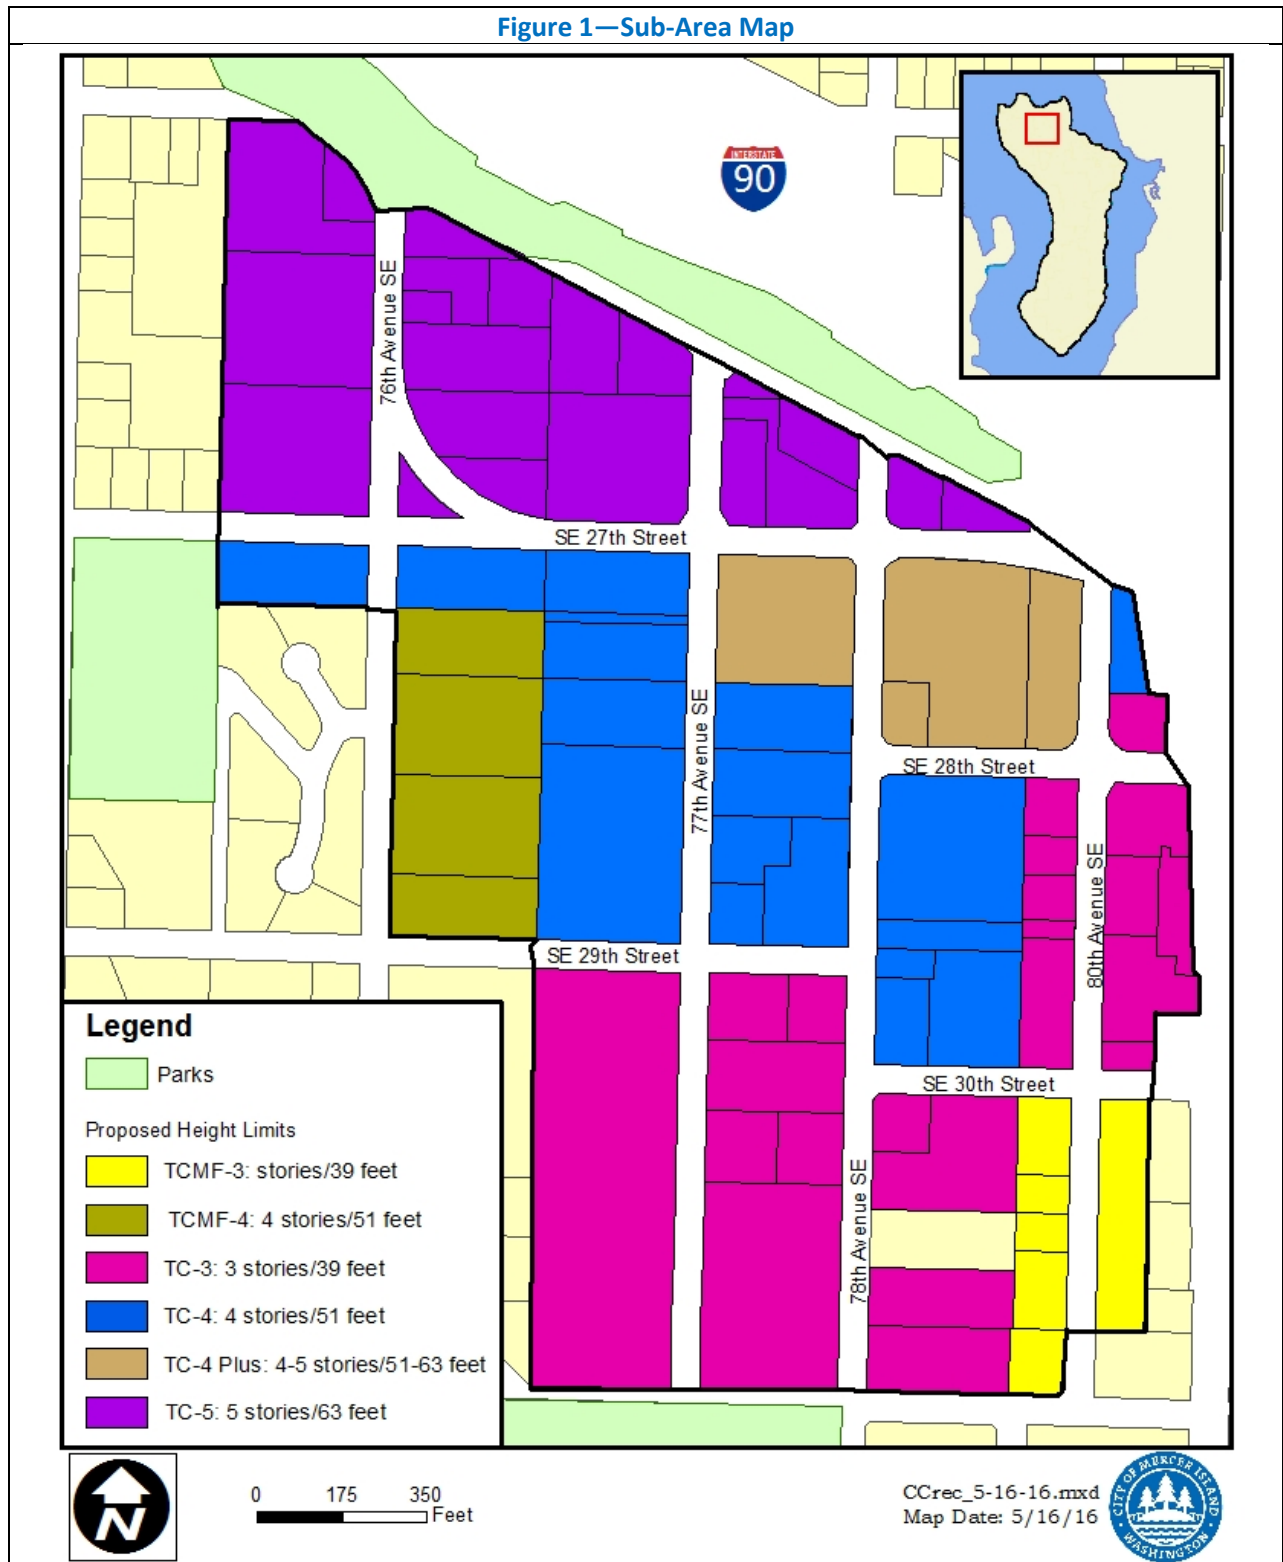 Figure 1—Sub-Area Map
INTERSTATE
90
76th Avenue SE
SE 27th Street
77th Avenue SE
SE 28th Street
80th Avenue SE
SE 29th Street
SE 30th Street
78th Avenue SE
Legend
Parks
Proposed Height Limits
TCMF-3: stories/39 feet
TCMF-4: 4 stories/51 feet
TC-3: 3 stories/39 feet
TC-4: 4 stories/51 feet
TC-4 Plus: 4-5 stories/51-63 feet
TC-5: 5 stories/63 feet
N
0 175 350
Feet
CCrec_5-16-16.mxd
Map Date: 5/16/16
CITY OF MERCER ISLAND
WASHINGTON